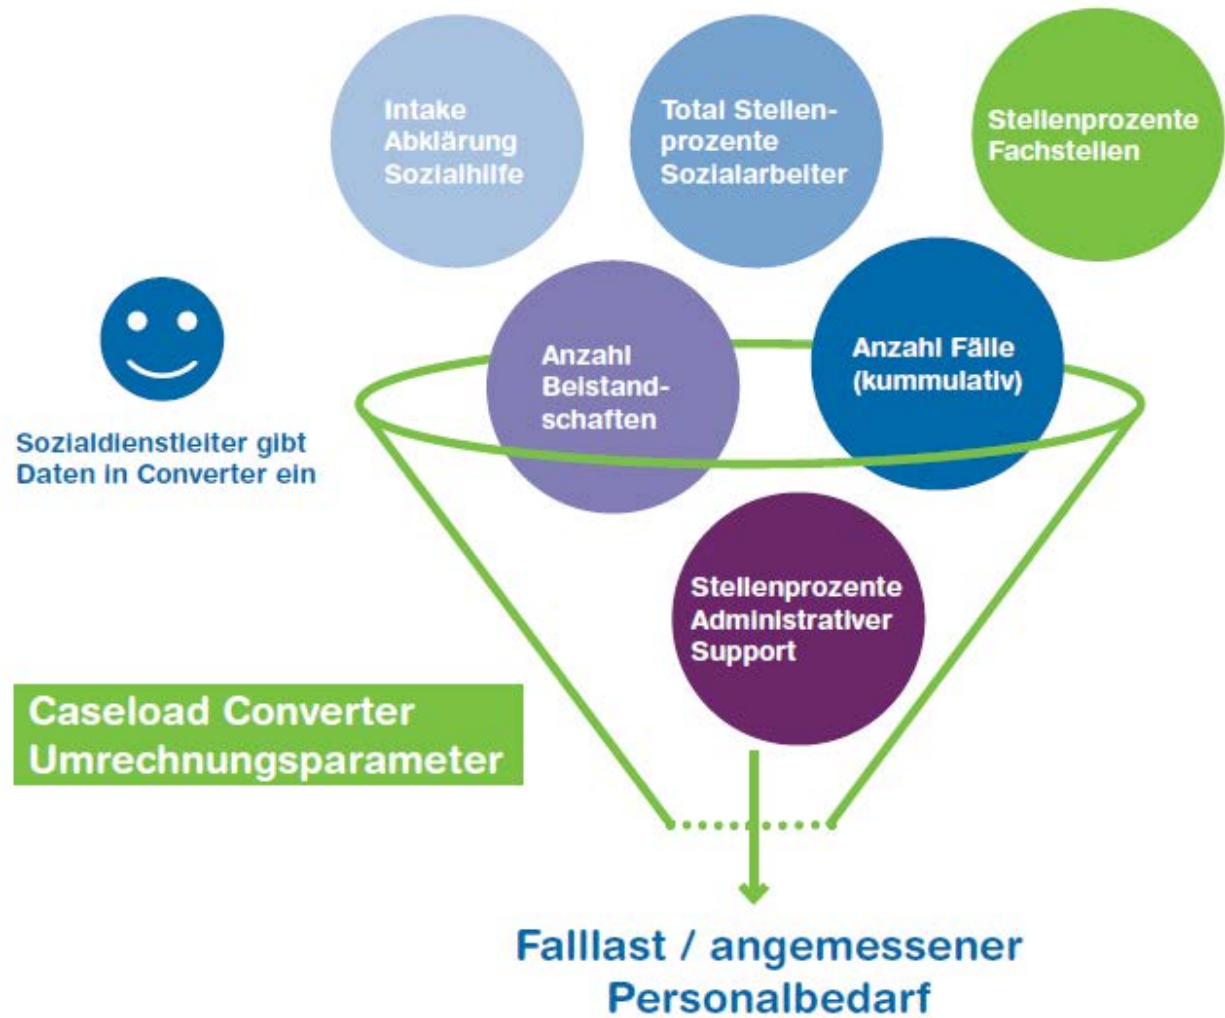 Intake
Abklärung
Sozialhilfe
Total Stellen-
prozente
Sozialarbeiter
Stellenprozente
Fachstellen
Anzahl
Beistand-
schaften
Anzahl Fälle
(kummulativ)
Sozialdienstleiter gibt
Daten in Converter ein
Stellenprozente
Administrativer
Support
Caseload Converter
Umrechnungsparameter
Falllast / angemessener
Personalbedarf